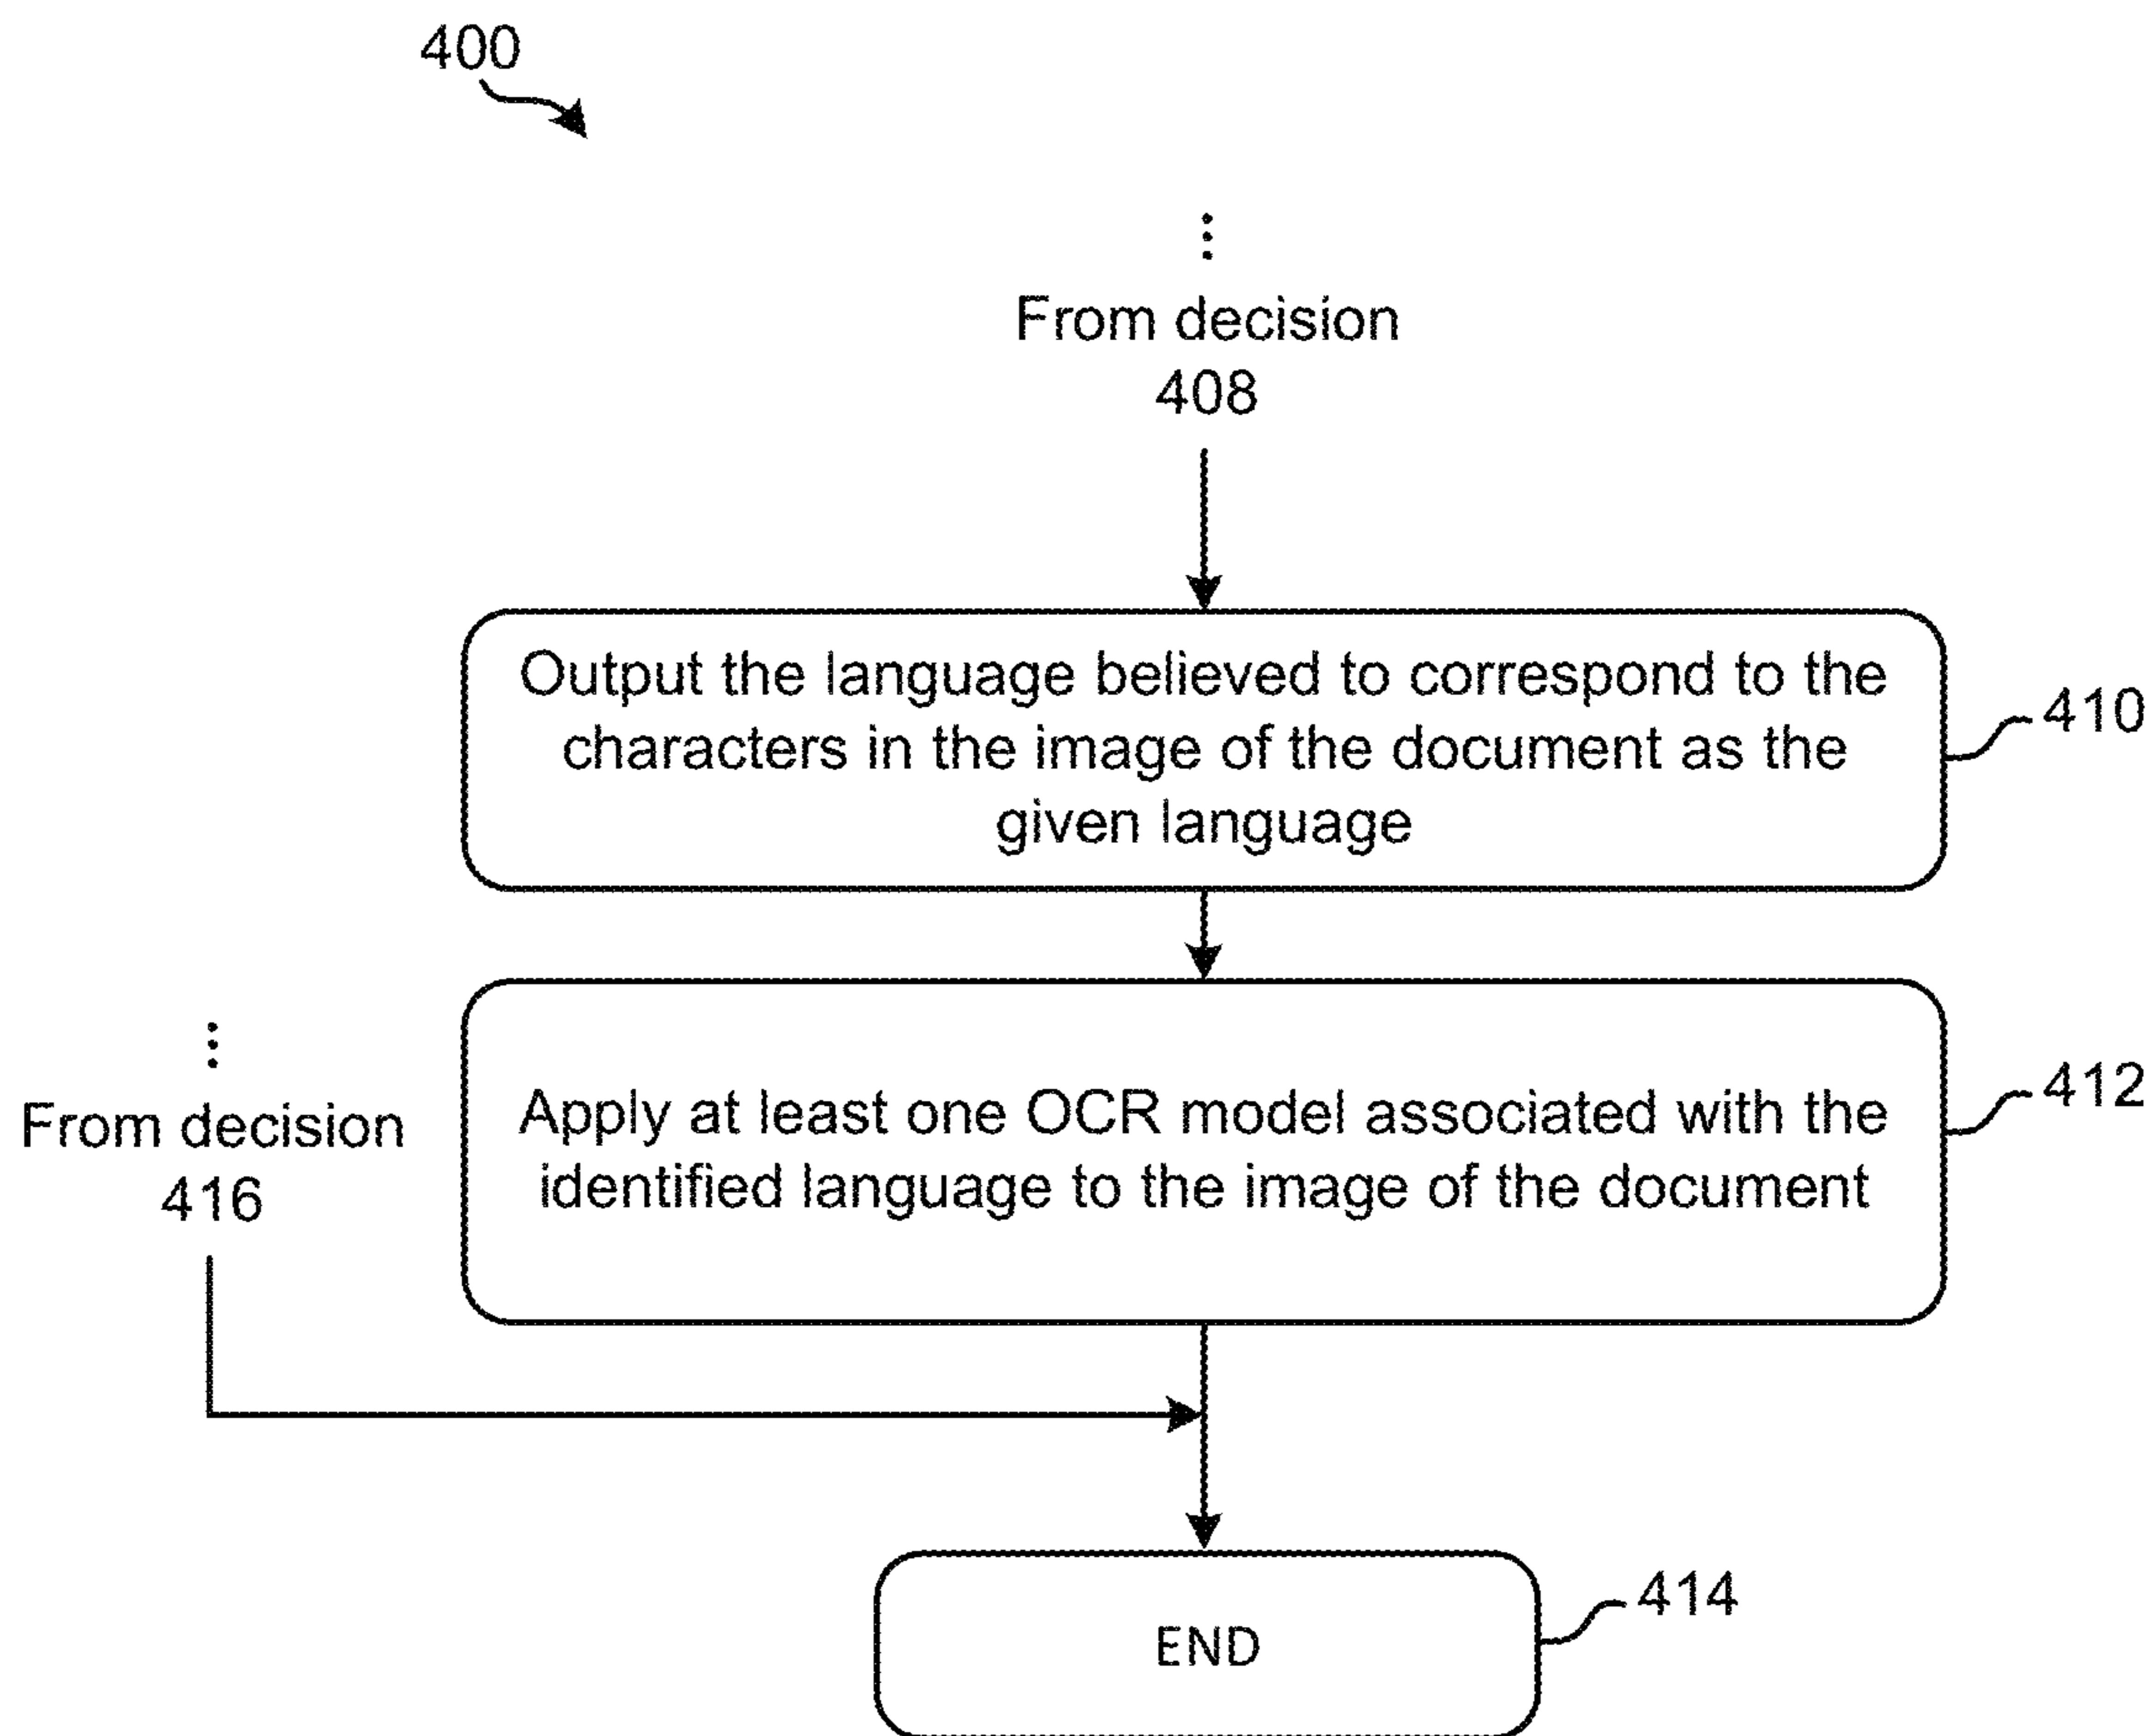 400
⋮
From decision
408
Output the language believed to correspond to the
characters in the image of the document as the
given language
410
⋮
From decision
416
Apply at least one OCR model associated with the
identified language to the image of the document
412
END
414